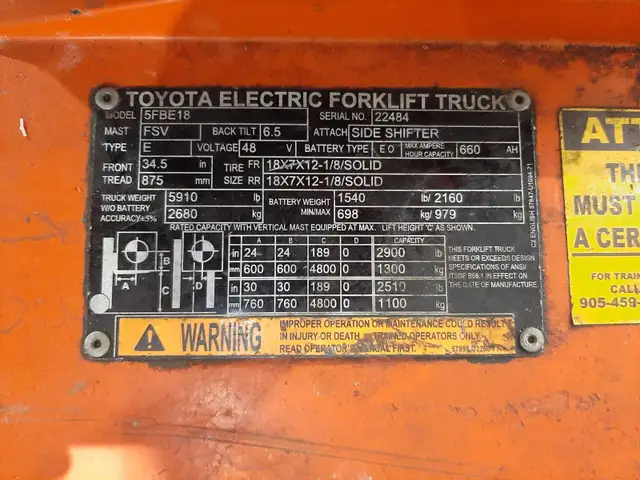 TOYOTA ELECTRIC FORKLIFT TRUCK
MODEL 5FBE18 SERIAL NO. 22484
MAST FSV BACK TILT 6.5 ATTACH SIDE SHIFTER
TYPE E VOLTAGE 48 V BATTERY TYPE E O MAX AMPERE HOUR CAPACITY 660 AH
FRONT 34.5 in TIRE FR 18X7X12-1/8/SOLID
TREAD 875 mm SIZE RR 18X7X12-1/8/SOLID
TRUCK WEIGHT 5910 lb BATTERY WEIGHT 1540 lb/ 2160 lb
W/O BATTERY
ACCURACY±5% 2680 kg MIN/MAX 698 kg/ 979 kg
RATED CAPACITY WITH VERTICAL MAST EQUIPPED AT MAX. LIFT HEIGHT 'C' AS SHOWN.
A C A C D CAPACITY
in 24 24 189 0 2900 lb
mm 600 600 4800 0 1300 kg
in 30 30 189 0 2510 lb
mm 760 760 4800 0 1100 kg
A B C D
THIS FORKLIFT TRUCK
MEETS OR EXCEEDS DESIGN
SPECIFICATIONS OF ANSI
B56.1 IN EFFECT ON
THE DATE OF MANUFACTURE.
WARNING
IMPROPER OPERATION OR MAINTENANCE COULD RESULT
IN INJURY OR DEATH. TRAINED OPERATORS ONLY.
READ OPERATOR'S MANUAL FIRST.
C2 ENGLISH
ATT
TH
MUST
A CER
FOR TRAIN
CALL
905-459-